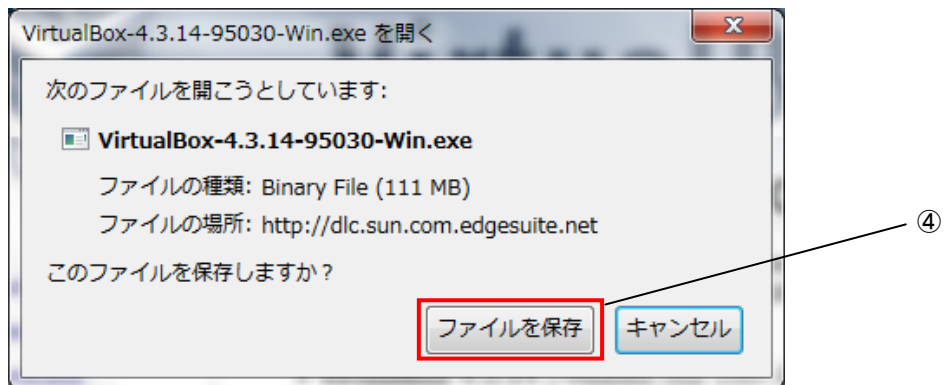 VirtualBox-4.3.14-95030-Win.exe を開く
次のファイルを開こうとしています:
VirtualBox-4.3.14-95030-Win.exe
ファイルの種類: Binary File (111 MB)
ファイルの場所: http://dlc.sun.com.edgesuite.net
④
このファイルを保存しますか？
ファイルを保存 キャンセル